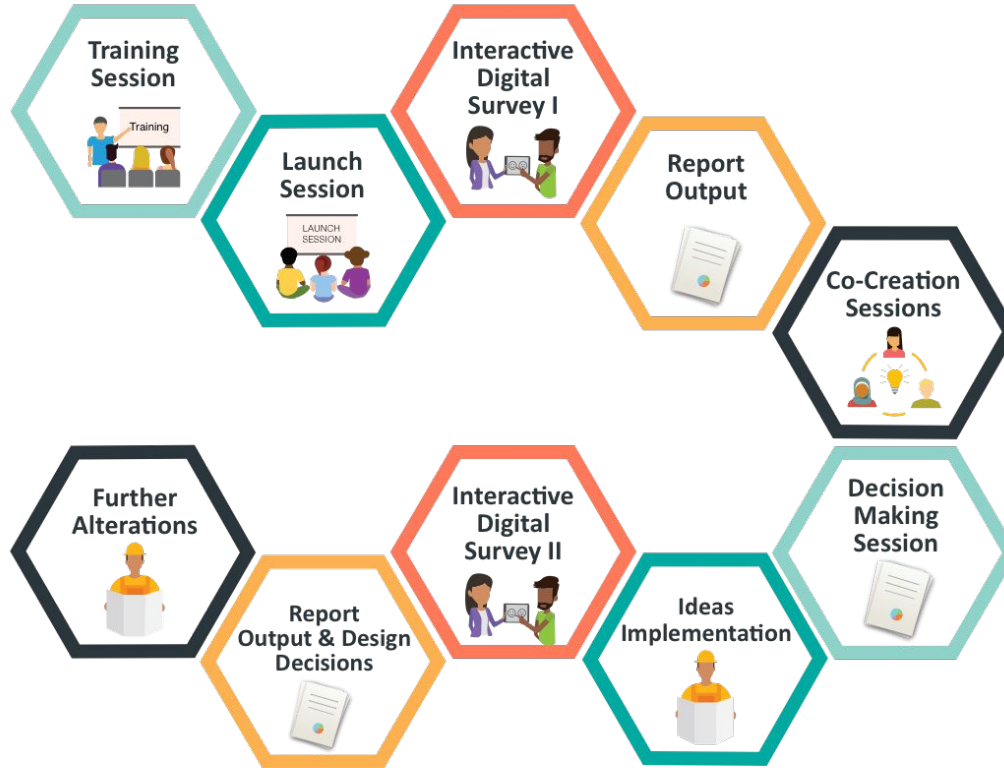 Training
Session
Training
Launch
Session
LAUNCH
SESSION
Interactive
Digital
Survey I
Report
Output
Co-Creation
Sessions
Decision
Making
Session
Ideas
Implementation
Interactive
Digital
Survey II
Report
Output & Design
Decisions
Further
Alterations